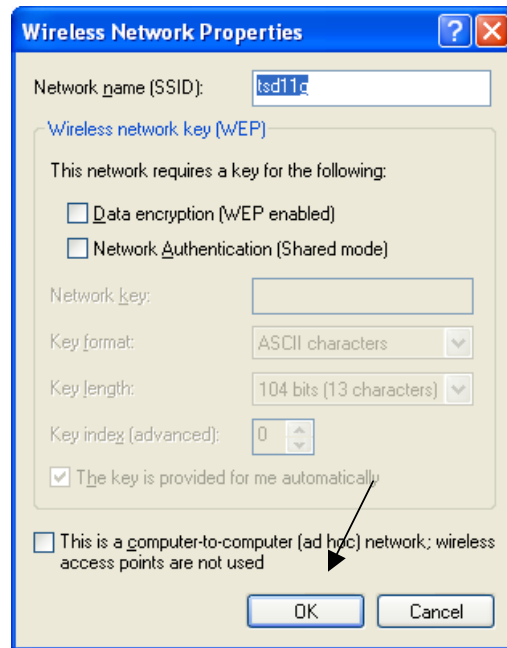 Wireless Network Properties
Network name (SSID): tsd11g
Wireless network key (WEP)
This network requires a key for the following:
Data encryption (WEP enabled)
Network Authentication (Shared mode)
Network key:
Key format: ASCII characters
Key length: 104 bits (13 characters)
Key index (advanced): 0
The key is provided for me automatically
This is a computer-to-computer (ad hoc) network; wireless
access points are not used
OK Cancel